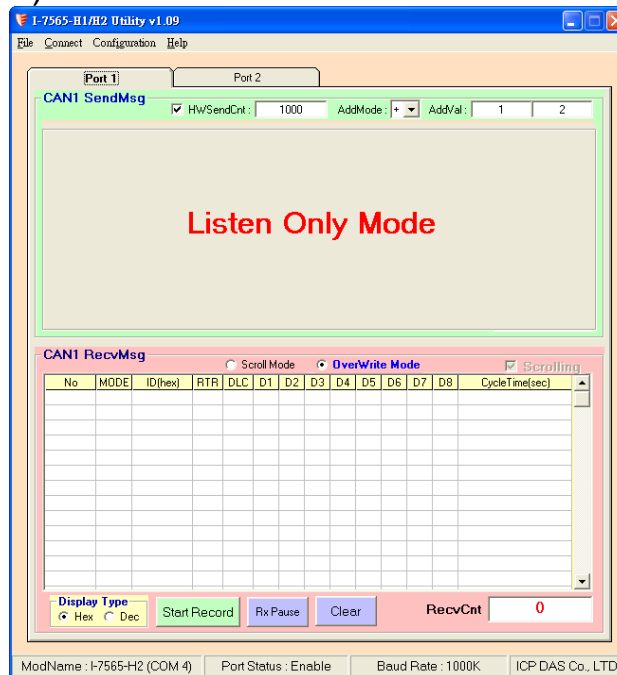 I-7565-H1/H2 Utility v1.09
File Connect Configuration Help
Port 1 Port 2
CAN1 SendMsg HWSendCnt : 1000 AddMode : + AddVal : 1 2
Listen Only Mode
CAN1 RecvMsg Scroll Mode OverWrite Mode Scrolling
No MODE ID(hex) RTR DLC D1 D2 D3 D4 D5 D6 D7 D8 CycleTime(sec)
Display Type
Hex Dec Start Record Rx Pause Clear RecvCnt 0
ModName : I-7565-H2 (COM 4) Port Status : Enable Baud Rate : 1000K ICP DAS Co., LTD